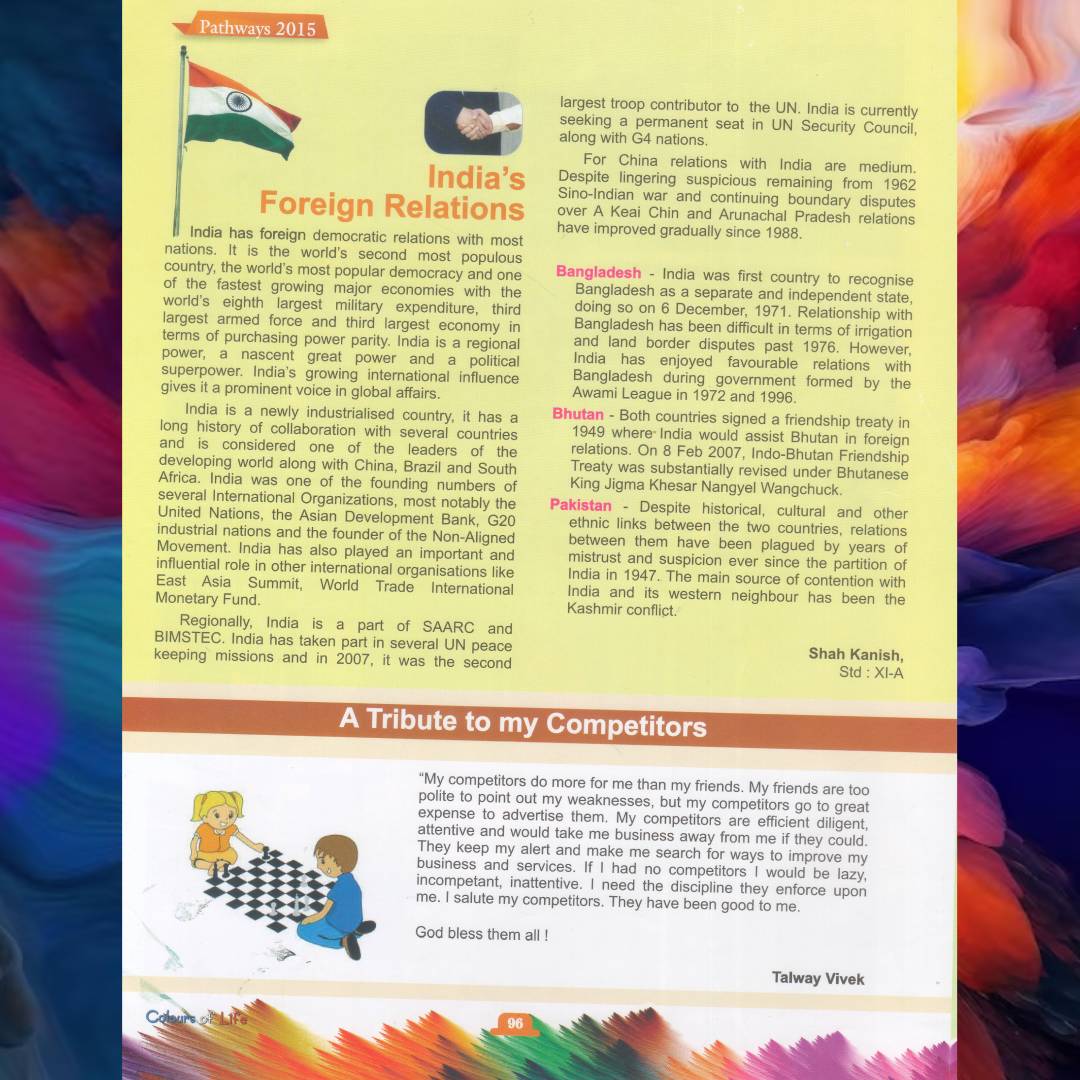 Pathways 2015
India's
Foreign Relations
India has foreign democratic relations with most
nations. It is the world's second most populous
country, the world's most popular democracy and one
of the fastest growing major economies with the
world's eighth largest military expenditure, third
largest armed force and third largest economy in
terms of purchasing power parity. India is a regional
power, a nascent great power and a political
superpower. India's growing international influence
gives it a prominent voice in global affairs.
India is a newly industrialised country, it has a
long history of collaboration with several countries
and is considered one of the leaders of the
developing world along with China, Brazil and South
Africa. India was one of the founding numbers of
several International Organizations, most notably the
United Nations, the Asian Development Bank, G20
industrial nations and the founder of the Non-Aligned
Movement. India has also played an important and
influential role in other international organisations like
East Asia Summit, World Trade International
Monetary Fund.
Regionally, India is a part of SAARC and
BIMSTEC. India has taken part in several UN peace
keeping missions and in 2007, it was the second
largest troop contributor to the UN. India is currently
seeking a permanent seat in UN Security Council,
along with G4 nations.
For China relations with India are medium.
Despite lingering suspicious remaining from 1962
Sino-Indian war and continuing boundary disputes
over A Keai Chin and Arunachal Pradesh relations
have improved gradually since 1988.
Bangladesh - India was first country to recognise
Bangladesh as a separate and independent state,
doing so on 6 December, 1971. Relationship with
Bangladesh has been difficult in terms of irrigation
and land border disputes past 1976. However,
India has enjoyed favourable relations with
Bangladesh during government formed by the
Awami League in 1972 and 1996.
Bhutan - Both countries signed a friendship treaty in
1949 where India would assist Bhutan in foreign
relations. On 8 Feb 2007, Indo-Bhutan Friendship
Treaty was substantially revised under Bhutanese
King Jigma Khesar Nangyel Wangchuck.
Pakistan - Despite historical, cultural and other
ethnic links between the two countries, relations
between them have been plagued by years of
mistrust and suspicion ever since the partition of
India in 1947. The main source of contention with
India and its western neighbour has been the
Kashmir conflict.
Shah Kanish,
Std : XI-A
A Tribute to my Competitors
"My competitors do more for me than my friends. My friends are too
polite to point out my weaknesses, but my competitors go to great
expense to advertise them. My competitors are efficient diligent,
attentive and would take me business away from me if they could.
They keep my alert and make me search for ways to improve my
business and services. If I had no competitors I would be lazy,
incompetant, inattentive. I need the discipline they enforce upon
me. I salute my competitors. They have been good to me.
God bless them all !
Talway Vivek
Colours of Life
96